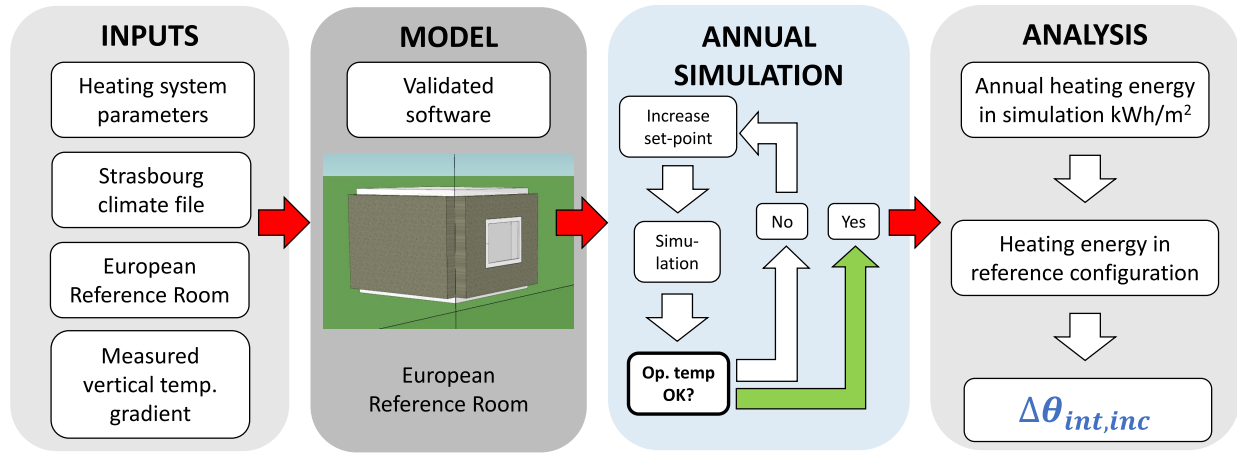 INPUTS
Heating system
parameters
Strasbourg
climate file
European
Reference Room
Measured
vertical temp.
gradient
MODEL
Validated
software
European
Reference Room
ANNUAL
SIMULATION
Increase
set-point
Simu-
lation
Op. temp
OK?
No
Yes
ANALYSIS
Annual heating energy
in simulation kWh/m²
Heating energy in
reference configuration
Δθint,inc